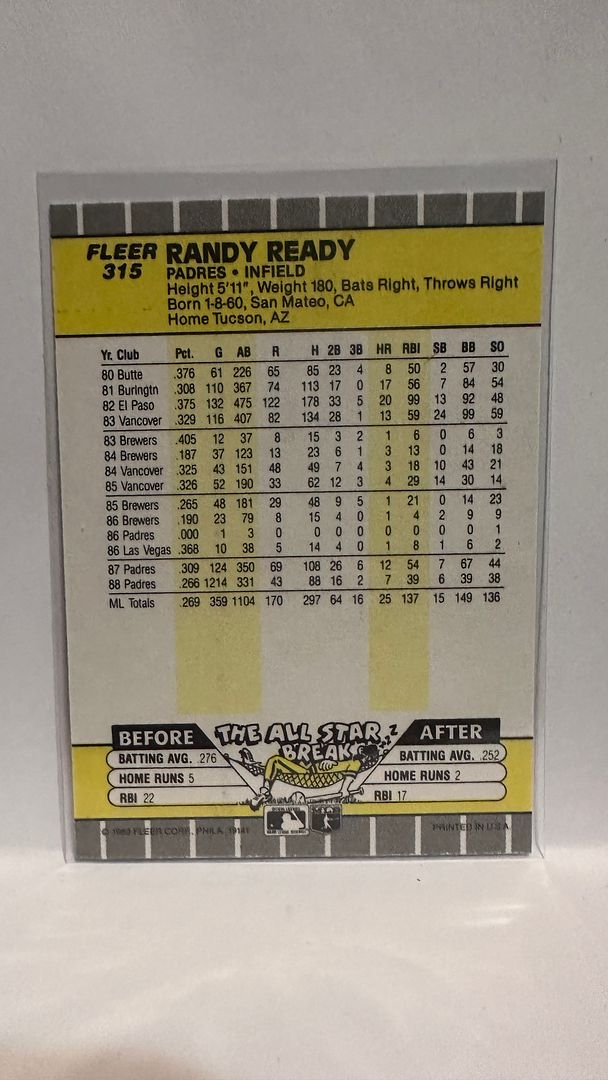 FLEER RANDY READY
315 PADRES • INFIELD
Height 5'11", Weight 180, Bats Right, Throws Right
Born 1-8-60, San Mateo, CA
Home Tucson, AZ
Yr. Club Pct. G AB R H 2B 3B HR RBI SB BB SO
80 Butte .376 61 226 65 85 23 4 8 50 2 57 30
81 Burlngtn .308 110 367 74 113 17 0 17 56 7 84 54
82 El Paso .375 132 475 122 178 33 5 20 99 13 92 48
83 Vancover .329 116 407 82 134 28 1 13 59 24 99 59
83 Brewers .405 12 37 8 15 3 2 1 6 0 6 3
84 Brewers .187 37 123 13 23 6 1 3 13 0 14 18
84 Vancover .325 43 151 48 49 7 4 3 18 10 43 21
85 Vancover .326 52 190 33 62 12 3 4 29 14 30 14
85 Brewers .265 48 181 29 48 9 5 1 21 0 14 23
86 Brewers .190 23 79 8 15 4 0 1 4 2 9 9
86 Padres .000 1 3 0 0 0 0 0 0 0 0 1
86 Las Vegas .368 10 38 5 14 4 0 1 8 1 6 2
87 Padres .309 124 350 69 108 26 6 12 54 7 67 44
88 Padres .266 1214 331 43 88 16 2 7 39 6 39 38
ML Totals .269 359 1104 170 297 64 16 25 137 15 149 136
BEFORE THE ALL STAR BREAK AFTER
BATTING AVG. .276 BATTING AVG. .252
HOME RUNS 5 HOME RUNS 2
RBI 22 RBI 17
FLEER CORP., PHILA. 19141 PRINTED IN U.S.A.